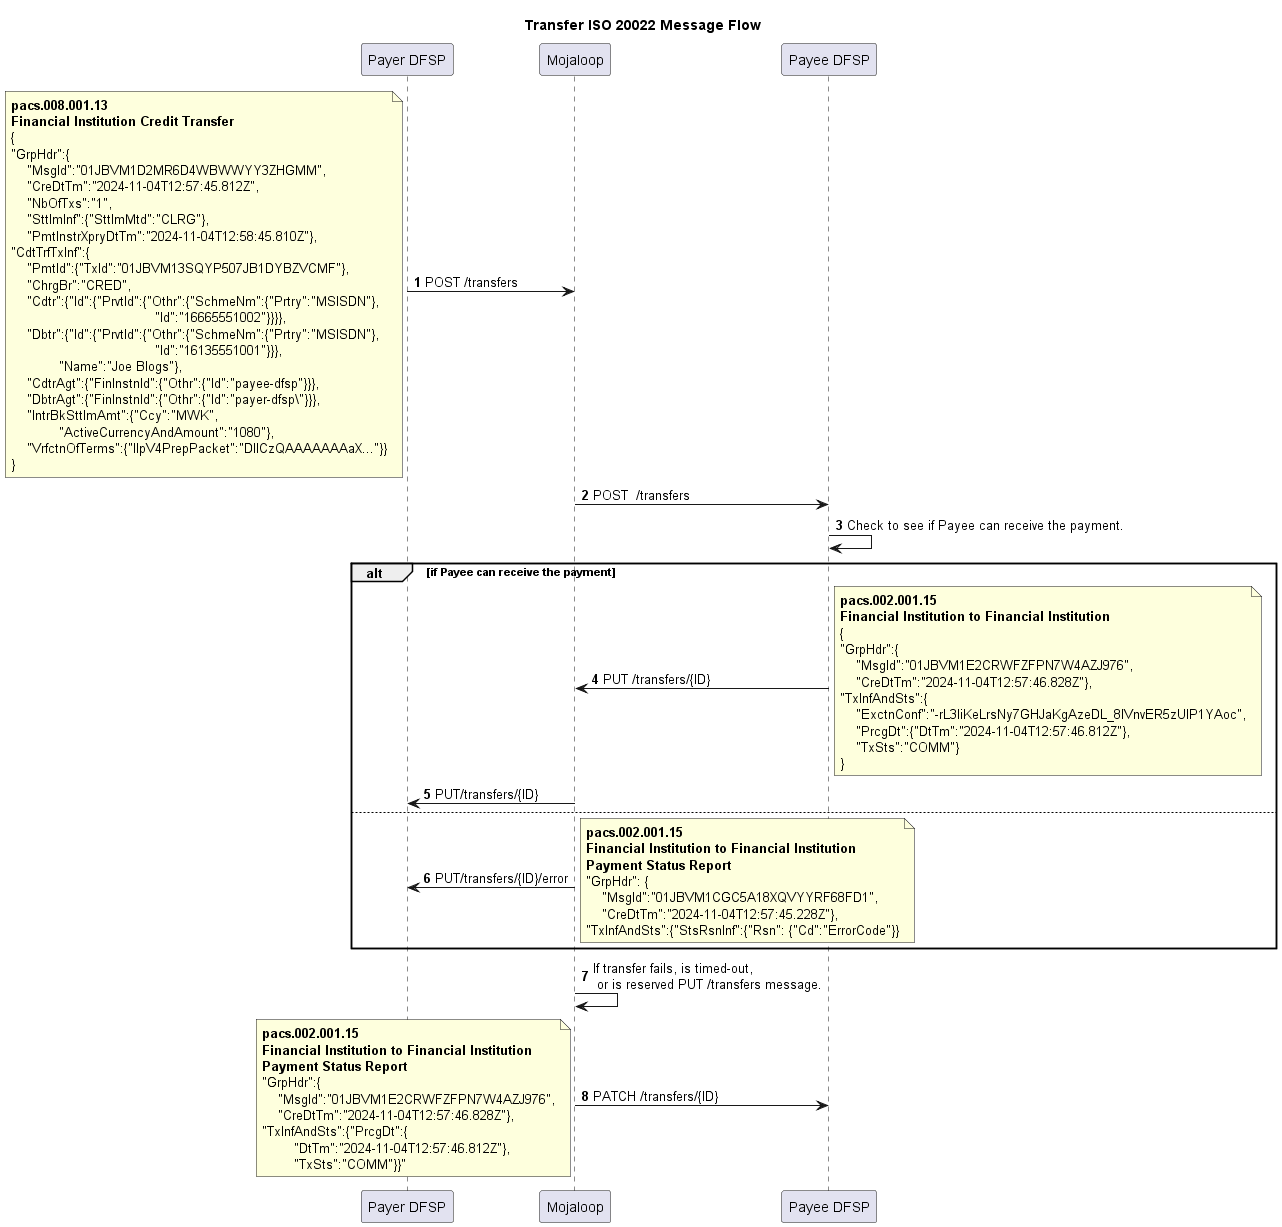 Transfer ISO 20022 Message Flow
Payer DFSP
Mojaloop
Payee DFSP
pacs.008.001.13
Financial Institution Credit Transfer
{
"GrpHdr":{
"MsgId":"01JBVM1D2MR6D4WBWWYY3ZHGMM",
"CreDtTm":"2024-11-04T12:57:45.812Z",
"NbOfTxs":"1",
"SttlmInf":{"SttlmMtd":"CLRG"},
"PmtInstrXpryDtTm":"2024-11-04T12:58:45.810Z"},
"CdtTrfTxInf":{
"PmtId":{"TxId":"01JBVM13SQYP507JB1DYBZVCMF"},
"ChrgBr":"CRED",
"Cdtr":{"Id":{"PrvtId":{"Othr":{"SchmeNm":{"Prtry":"MSISDN"},
"Id":"16665551002"}}}},
"Dbtr":{"Id":{"PrvtId":{"Othr":{"SchmeNm":{"Prtry":"MSISDN"},
"Id":"16135551001"}}},
"Name":"Joe Blogs"},
"CdtrAgt":{"FinInstnId":{"Othr":{"Id":"payee-dfsp"}}},
"DbtrAgt":{"FinInstnId":{"Othr":{"Id":"payer-dfsp\"}}},
"IntrBkSttlmAmt":{"Ccy":"MWK",
"ActiveCurrencyAndAmount":"1080"},
"VrfctnOfTerms":{"IlpV4PrepPacket":"DIICzQAAAAAAAaX..."}}
}
1 POST /transfers
2 POST  /transfers
3 Check to see if Payee can receive the payment.
alt [if Payee can receive the payment]
pacs.002.001.15
Financial Institution to Financial Institution
{
"GrpHdr":{
"MsgId":"01JBVM1E2CRWFZFPN7W4AZJ976",
"CreDtTm":"2024-11-04T12:57:46.828Z"},
"TxInfAndSts":{
"ExctnConf":"-rL3liKeLrsNy7GHJaKgAzeDL_8IVnvER5zUlP1YAoc",
"PrcgDt":{"DtTm":"2024-11-04T12:57:46.812Z"},
"TxSts":"COMM"}
}
4 PUT /transfers/{ID}
5 PUT/transfers/{ID}
pacs.002.001.15
Financial Institution to Financial Institution
Payment Status Report
"GrpHdr": {
"MsgId":"01JBVM1CGC5A18XQVYYRF68FD1",
"CreDtTm":"2024-11-04T12:57:45.228Z"},
"TxInfAndSts":{"StsRsnInf":{"Rsn": {"Cd":"ErrorCode"}}
6 PUT/transfers/{ID}/error
7 If transfer fails, is timed-out,
or is reserved PUT /transfers message.
pacs.002.001.15
Financial Institution to Financial Institution
Payment Status Report
"GrpHdr":{
"MsgId":"01JBVM1E2CRWFZFPN7W4AZJ976",
"CreDtTm":"2024-11-04T12:57:46.828Z"},
"TxInfAndSts":{"PrcgDt":{
"DtTm":"2024-11-04T12:57:46.812Z"},
"TxSts":"COMM"}}"
8 PATCH /transfers/{ID}
Payer DFSP
Mojaloop
Payee DFSP